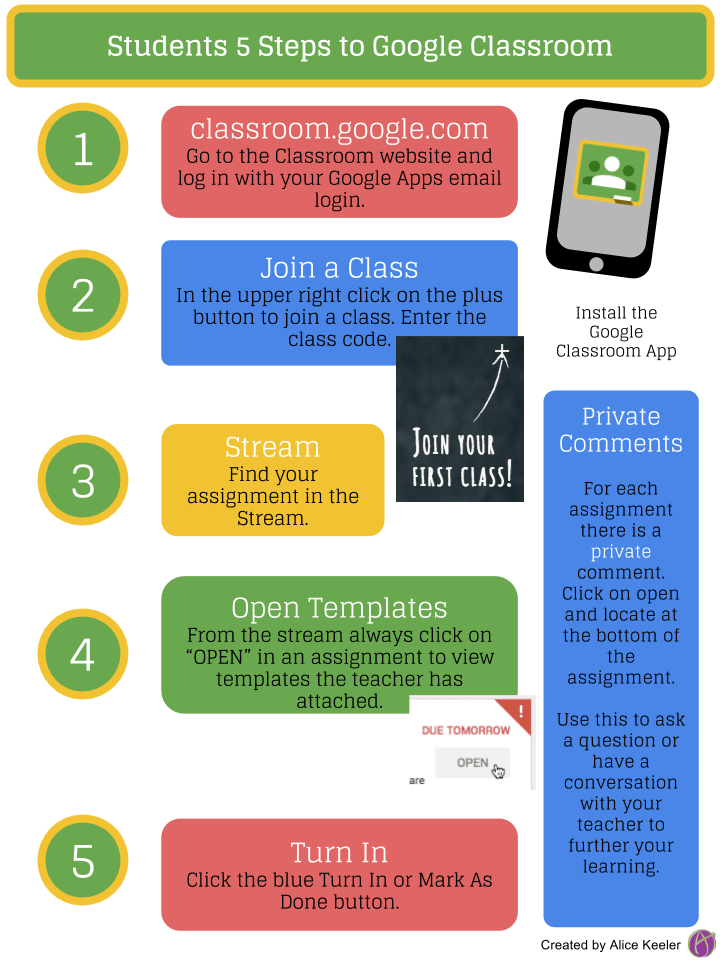 Students 5 Steps to Google Classroom
1
classroom.google.com
Go to the Classroom website and
log in with your Google Apps email
login.
Install the
Google
Classroom App
2
Join a Class
In the upper right click on the plus
button to join a class. Enter the
class code.
JOIN YOUR
FIRST CLASS!
3
Stream
Find your
assignment in the
Stream.
4
Open Templates
From the stream always click on
“OPEN” in an assignment to view
templates the teacher has
attached.
!
DUE TOMORROW
OPEN
are
5
Turn In
Click the blue Turn In or Mark As
Done button.
Private
Comments
For each
assignment
there is a
private
comment.
Click on open
and locate at
the bottom of
the
assignment.
Use this to ask
a question or
have a
conversation
with your
teacher to
further your
learning.
Created by Alice Keeler